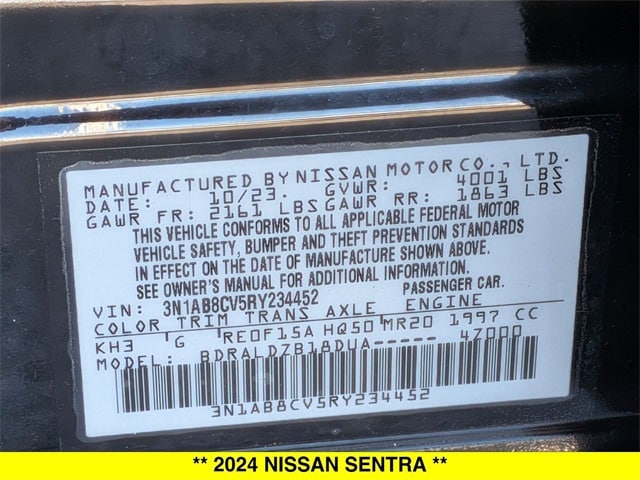 MANUFACTURED BY NISSAN MOTOR CO., LTD.
DATE: 10/23 GVWR: 4001 LBS
GAWR FR: 2161 LBS GAWR RR: 1863 LBS
THIS VEHICLE CONFORMS TO ALL APPLICABLE FEDERAL MOTOR
VEHICLE SAFETY, BUMPER AND THEFT PREVENTION STANDARDS
IN EFFECT ON THE DATE OF MANUFACTURE SHOWN ABOVE.
SEE OWNER'S MANUAL FOR ADDITIONAL INFORMATION.
VIN: 3N1AB8CV5RY234452 PASSENGER CAR.
COLOR TRIM TRANS AXLE ENGINE
KH3 G RE0F15A HQ50 MR20 1997 CC
MODEL: BDRALDZB18DUA----- 4Z000
3N1AB8CV5RY234452
** 2024 NISSAN SENTRA **